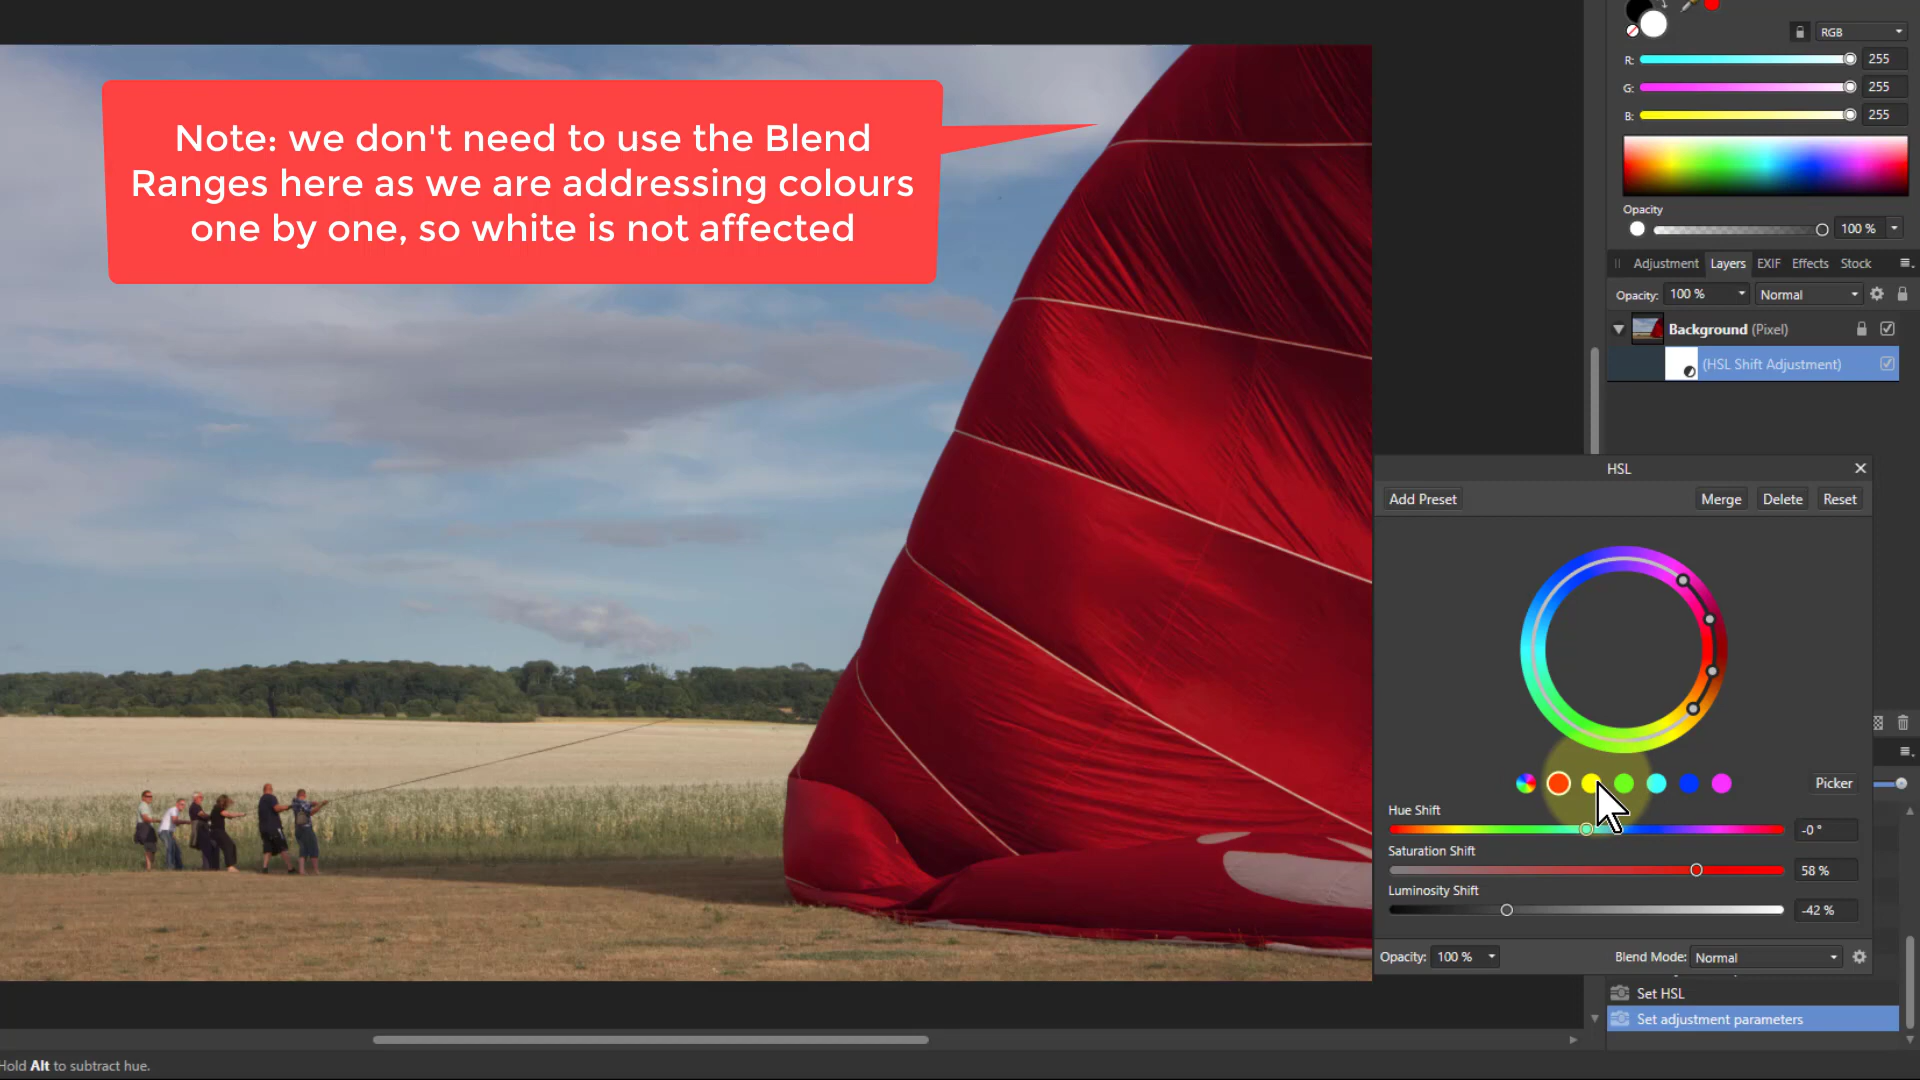 Note: we don't need to use the Blend
Ranges here as we are addressing colours
one by one, so white is not affected
RGB
R: 255
G: 255
B: 255
Opacity
100 %
Adjustment Layers EXIF Effects Stock
Opacity: 100 % Normal
Background (Pixel)
(HSL Shift Adjustment)
HSL
Add Preset Merge Delete Reset
Picker
Hue Shift
-0 °
Saturation Shift
58 %
Luminosity Shift
-42 %
Opacity: 100 % Blend Mode: Normal
Set HSL
Set adjustment parameters
Hold Alt to subtract hue.